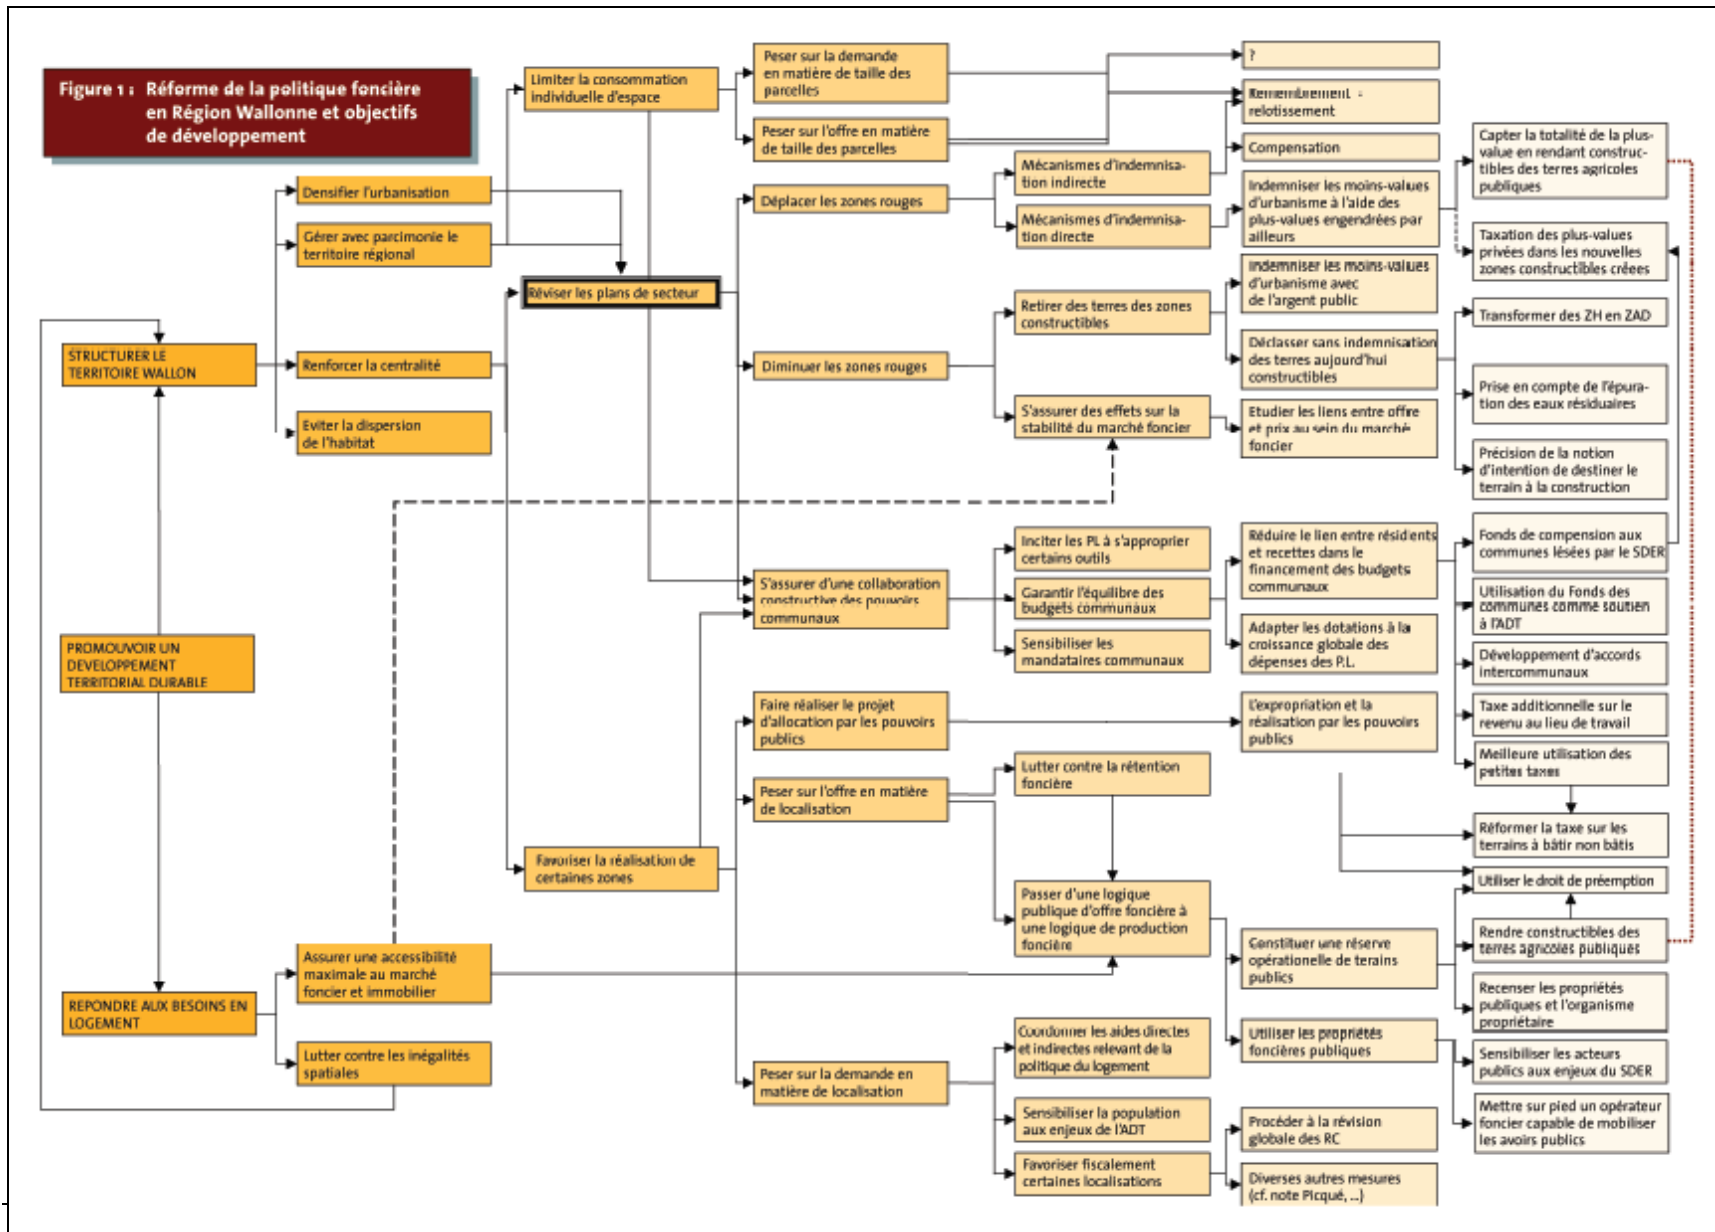 Figure 1 : Réforme de la politique foncière
en Région Wallonne et objectifs
de développement
STRUCTURER LE
TERRITOIRE WALLON
PROMOUVOIR UN
DEVELOPPEMENT
TERRITORIAL DURABLE
REPONDRE AUX BESOINS EN
LOGEMENT
Densifier l'urbanisation
Gérer avec parcimonie le
territoire régional
Renforcer la centralité
Eviter la dispersion
de l'habitat
Assurer une accessibilité
maximale au marché
foncier et immobilier
Lutter contre les inégalités
spatiales
Limiter la consommation
individuelle d'espace
Réviser les plans de secteur
Favoriser la réalisation de
certaines zones
Peser sur la demande
en matière de taille des
parcelles
Peser sur l'offre en matière
de taille des parcelles
Déplacer les zones rouges
Diminuer les zones rouges
S'assurer d'une collaboration
constructive des pouvoirs
communaux
Faire réaliser le projet
d'allocation par les pouvoirs
publics
Peser sur l'offre en matière
de localisation
Peser sur la demande en
matière de localisation
Mécanismes d'indemnisa-
tion indirecte
Mécanismes d'indemnisa-
tion directe
Retirer des terres des zones
constructibles
S'assurer des effets sur la
stabilité du marché foncier
Inciter les PL à s'approprier
certains outils
Garantir l'équilibre des
budgets communaux
Sensibiliser les
mandataires communaux
Lutter contre la rétention
foncière
Passer d'une logique
publique d'offre foncière à
une logique de production
foncière
Coordonner les aides directes
et indirectes relevant de la
politique du logement
Sensibiliser la population
aux enjeux de l'ADT
Favoriser fiscalement
certaines localisations
?
Remembrement :
relotissement
Compensation
Indemniser les moins-values
d'urbanisme à l'aide des
plus-values engendrées par
ailleurs
Indemniser les moins-values
d'urbanisme avec
de l'argent public
Déclasser sans indemnisation
des terres aujourd'hui
constructibles
Etudier les liens entre offre
et prix au sein du marché
foncier
Réduire le lien entre résidents
et recettes dans le
financement des budgets
communaux
Adapter les dotations à la
croissance globale des
dépenses des P.L.
L'expropriation et la
réalisation par les pouvoirs
publics
Constituer une réserve
opérationelle de terains
publics
Utiliser les propriétés
foncières publiques
Procéder à la révision
globale des RC
Diverses autres mesures
(cf. note Picqué, ...)
Capter la totalité de la plus-
value en rendant construc-
tibles des terres agricoles
publiques
Taxation des plus-values
privées dans les nouvelles
zones constructibles créees
Transformer des ZH en ZAD
Prise en compte de l'épura-
tion des eaux résiduaires
Précision de la notion
d'intention de destiner le
terrain à la construction
Fonds de compension aux
communes lésées par le SDER
Utilisation du Fonds des
communes comme soutien
à l'ADT
Développement d'accords
intercommunaux
Taxe additionnelle sur le
revenu au lieu de travail
Meilleure utilisation des
petites taxes
Réformer la taxe sur les
terrains à bâtir non bâtis
Utiliser le droit de préemption
Rendre constructibles des
terres agricoles publiques
Recenser les propriétés
publiques et l'organisme
propriétaire
Sensibiliser les acteurs
publics aux enjeux du SDER
Mettre sur pied un opérateur
foncier capable de mobiliser
les avoirs publics